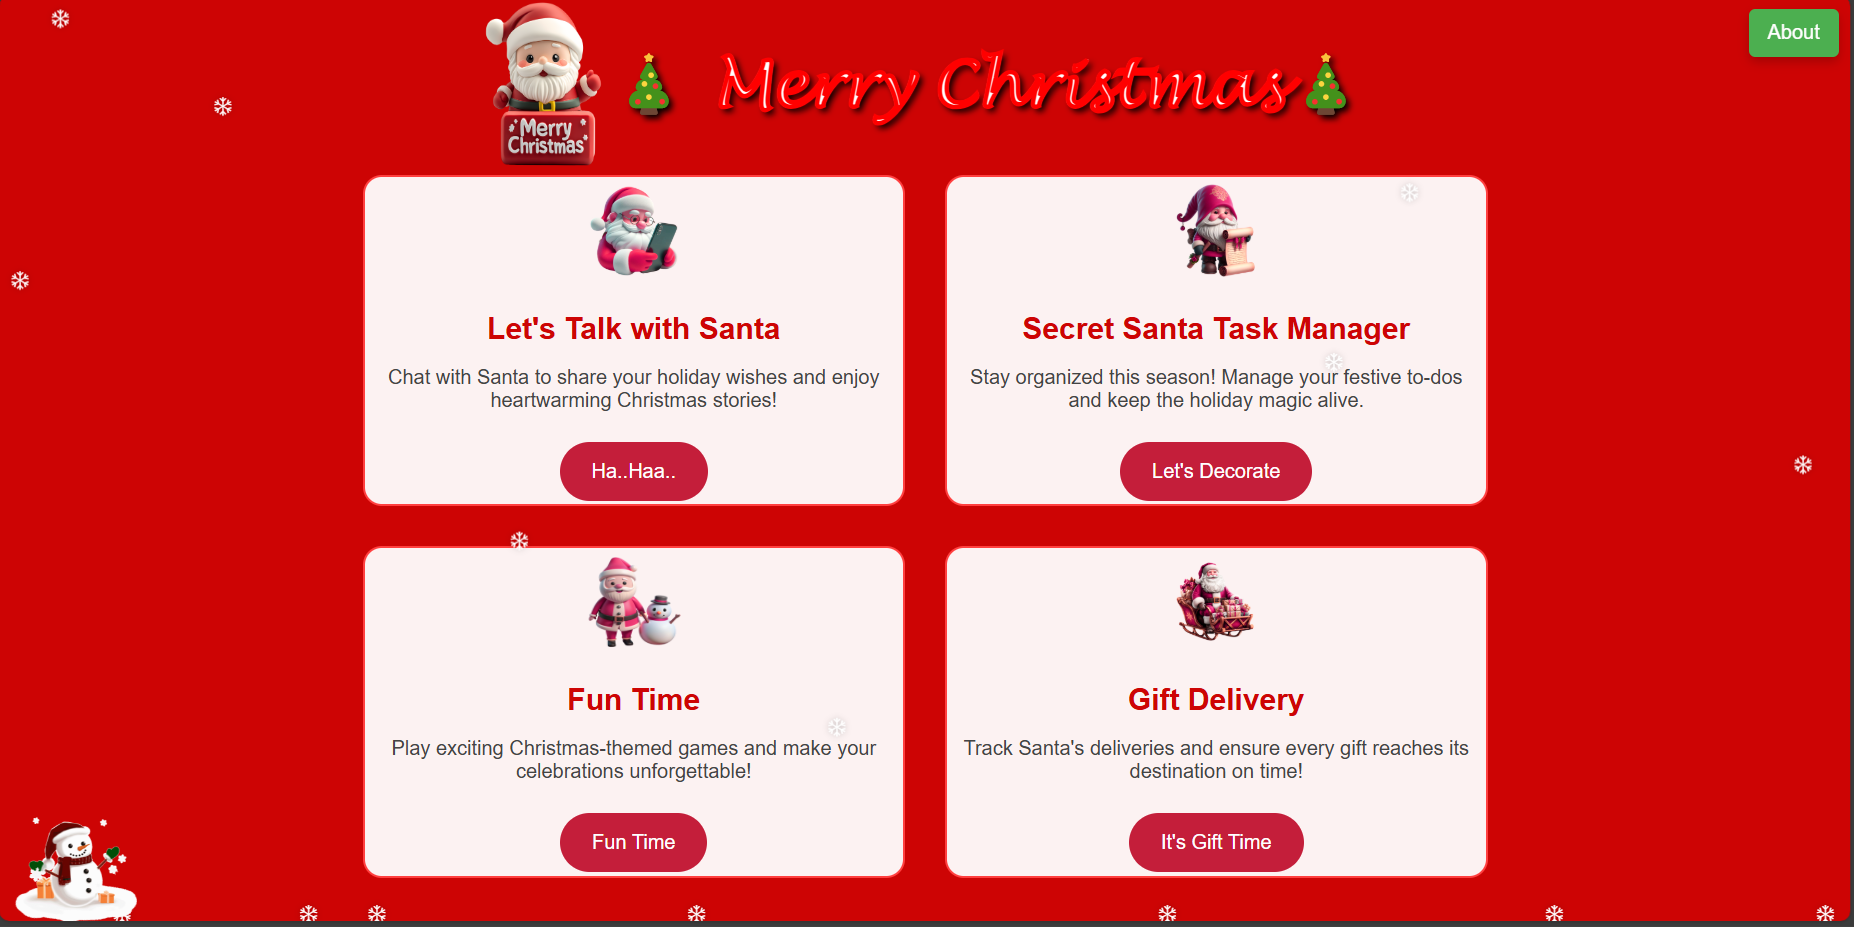 About
Merry Christmas
Merry
Christmas
Let's Talk with Santa
Chat with Santa to share your holiday wishes and enjoy
heartwarming Christmas stories!
Ha..Haa..
Secret Santa Task Manager
Stay organized this season! Manage your festive to-dos
and keep the holiday magic alive.
Let's Decorate
Fun Time
Play exciting Christmas-themed games and make your
celebrations unforgettable!
Fun Time
Gift Delivery
Track Santa's deliveries and ensure every gift reaches its
destination on time!
It's Gift Time